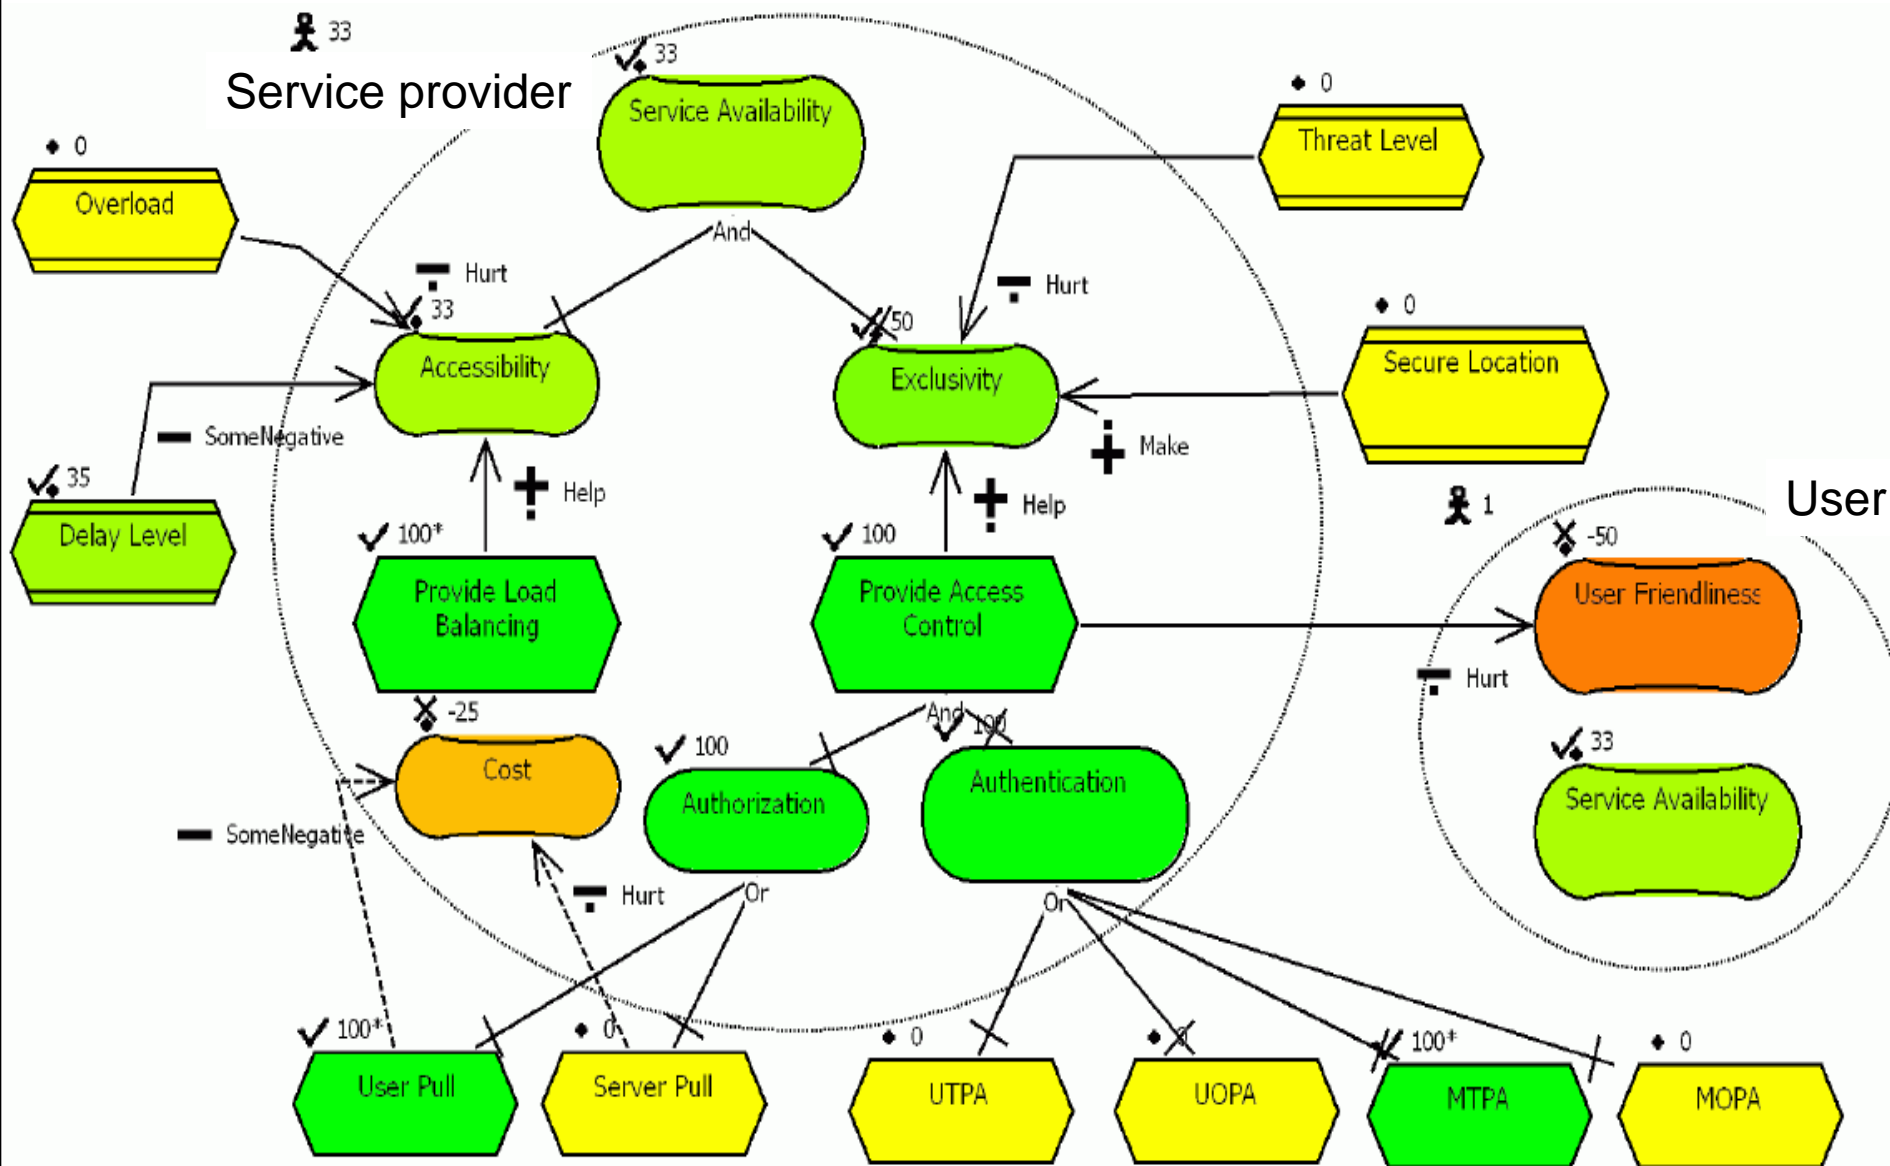 33
Service provider
33
Service Availability
0
Threat Level
0
Overload
And
Hurt
Hurt
33
50
0
Accessibility
Exclusivity
Secure Location
SomeNegative
Make
35
Help
Help
1
User
Delay Level
100*
100
-50
Provide Load
Balancing
Provide Access
Control
User Friendliness
Hurt
-25
And
100
100
33
Cost
Authorization
Authentication
Service Availability
SomeNegative
Hurt
Or
Or
100*
0
0
0
100*
0
User Pull
Server Pull
UTPA
UOPA
MTPA
MOPA